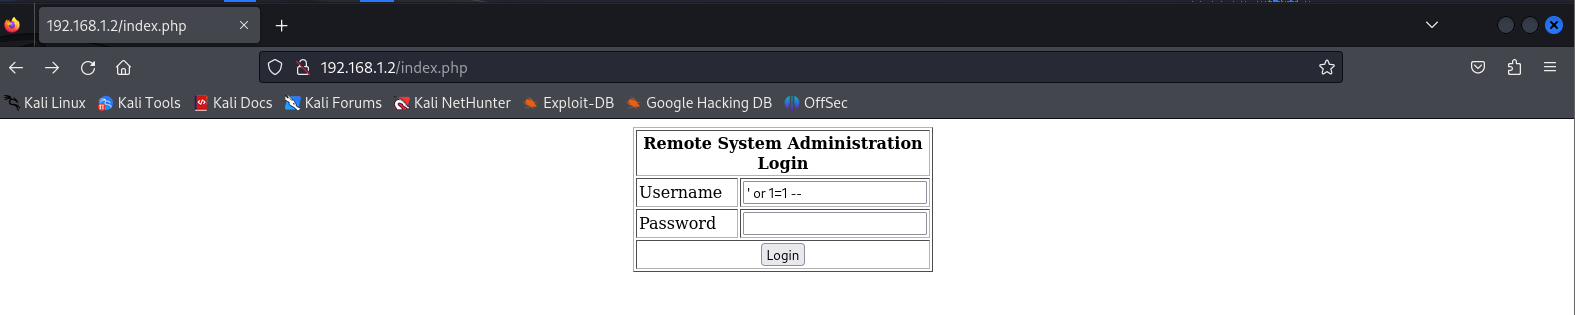 192.168.1.2/index.php
192.168.1.2/index.php
Kali Linux Kali Tools Kali Docs Kali Forums Kali NetHunter Exploit-DB Google Hacking DB OffSec
Remote System Administration
Login
Username ' or 1=1 --
Password
Login